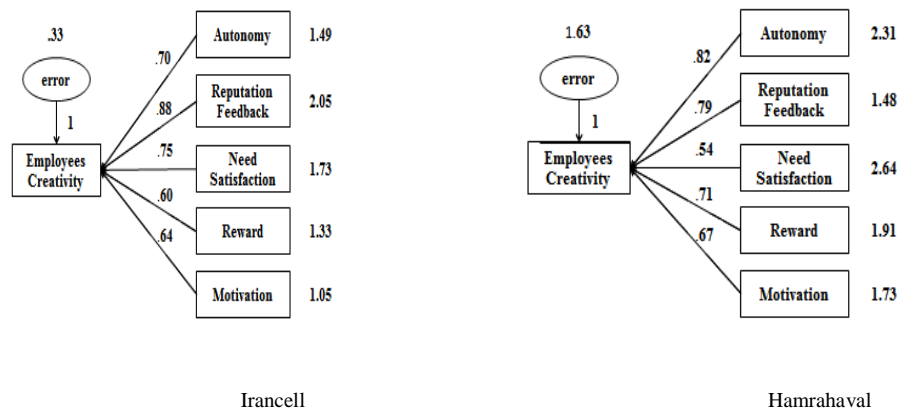 .33
error
1
Employees
Creativity
.70
.88
.75
.60
.64
Autonomy
1.49
Reputation
Feedback
2.05
Need
Satisfaction
1.73
Reward
1.33
Motivation
1.05
Irancell
1.63
error
1
Employees
Creativity
.82
.79
.54
.71
.67
Autonomy
2.31
Reputation
Feedback
1.48
Need
Satisfaction
2.64
Reward
1.91
Motivation
1.73
Hamrahaval